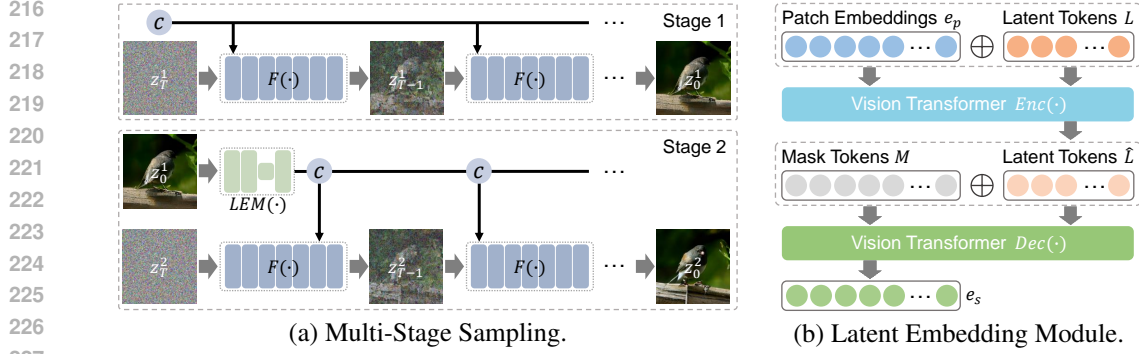 216
217
218
219
220
221
222
223
224
225
226
c
Stage 1
z_T^1
F(·)
z_{T-1}^1
F(·)
...
z_0^1
Stage 2
z_0^1
LEM(·)
c
c
...
z_T^2
F(·)
z_{T-1}^2
F(·)
...
z_0^2
(a) Multi-Stage Sampling.
Patch Embeddings e_p
Latent Tokens L
... ⊕ ...
Vision Transformer Enc(·)
Mask Tokens M
Latent Tokens L̂
... ⊕ ...
Vision Transformer Dec(·)
... e_s
(b) Latent Embedding Module.